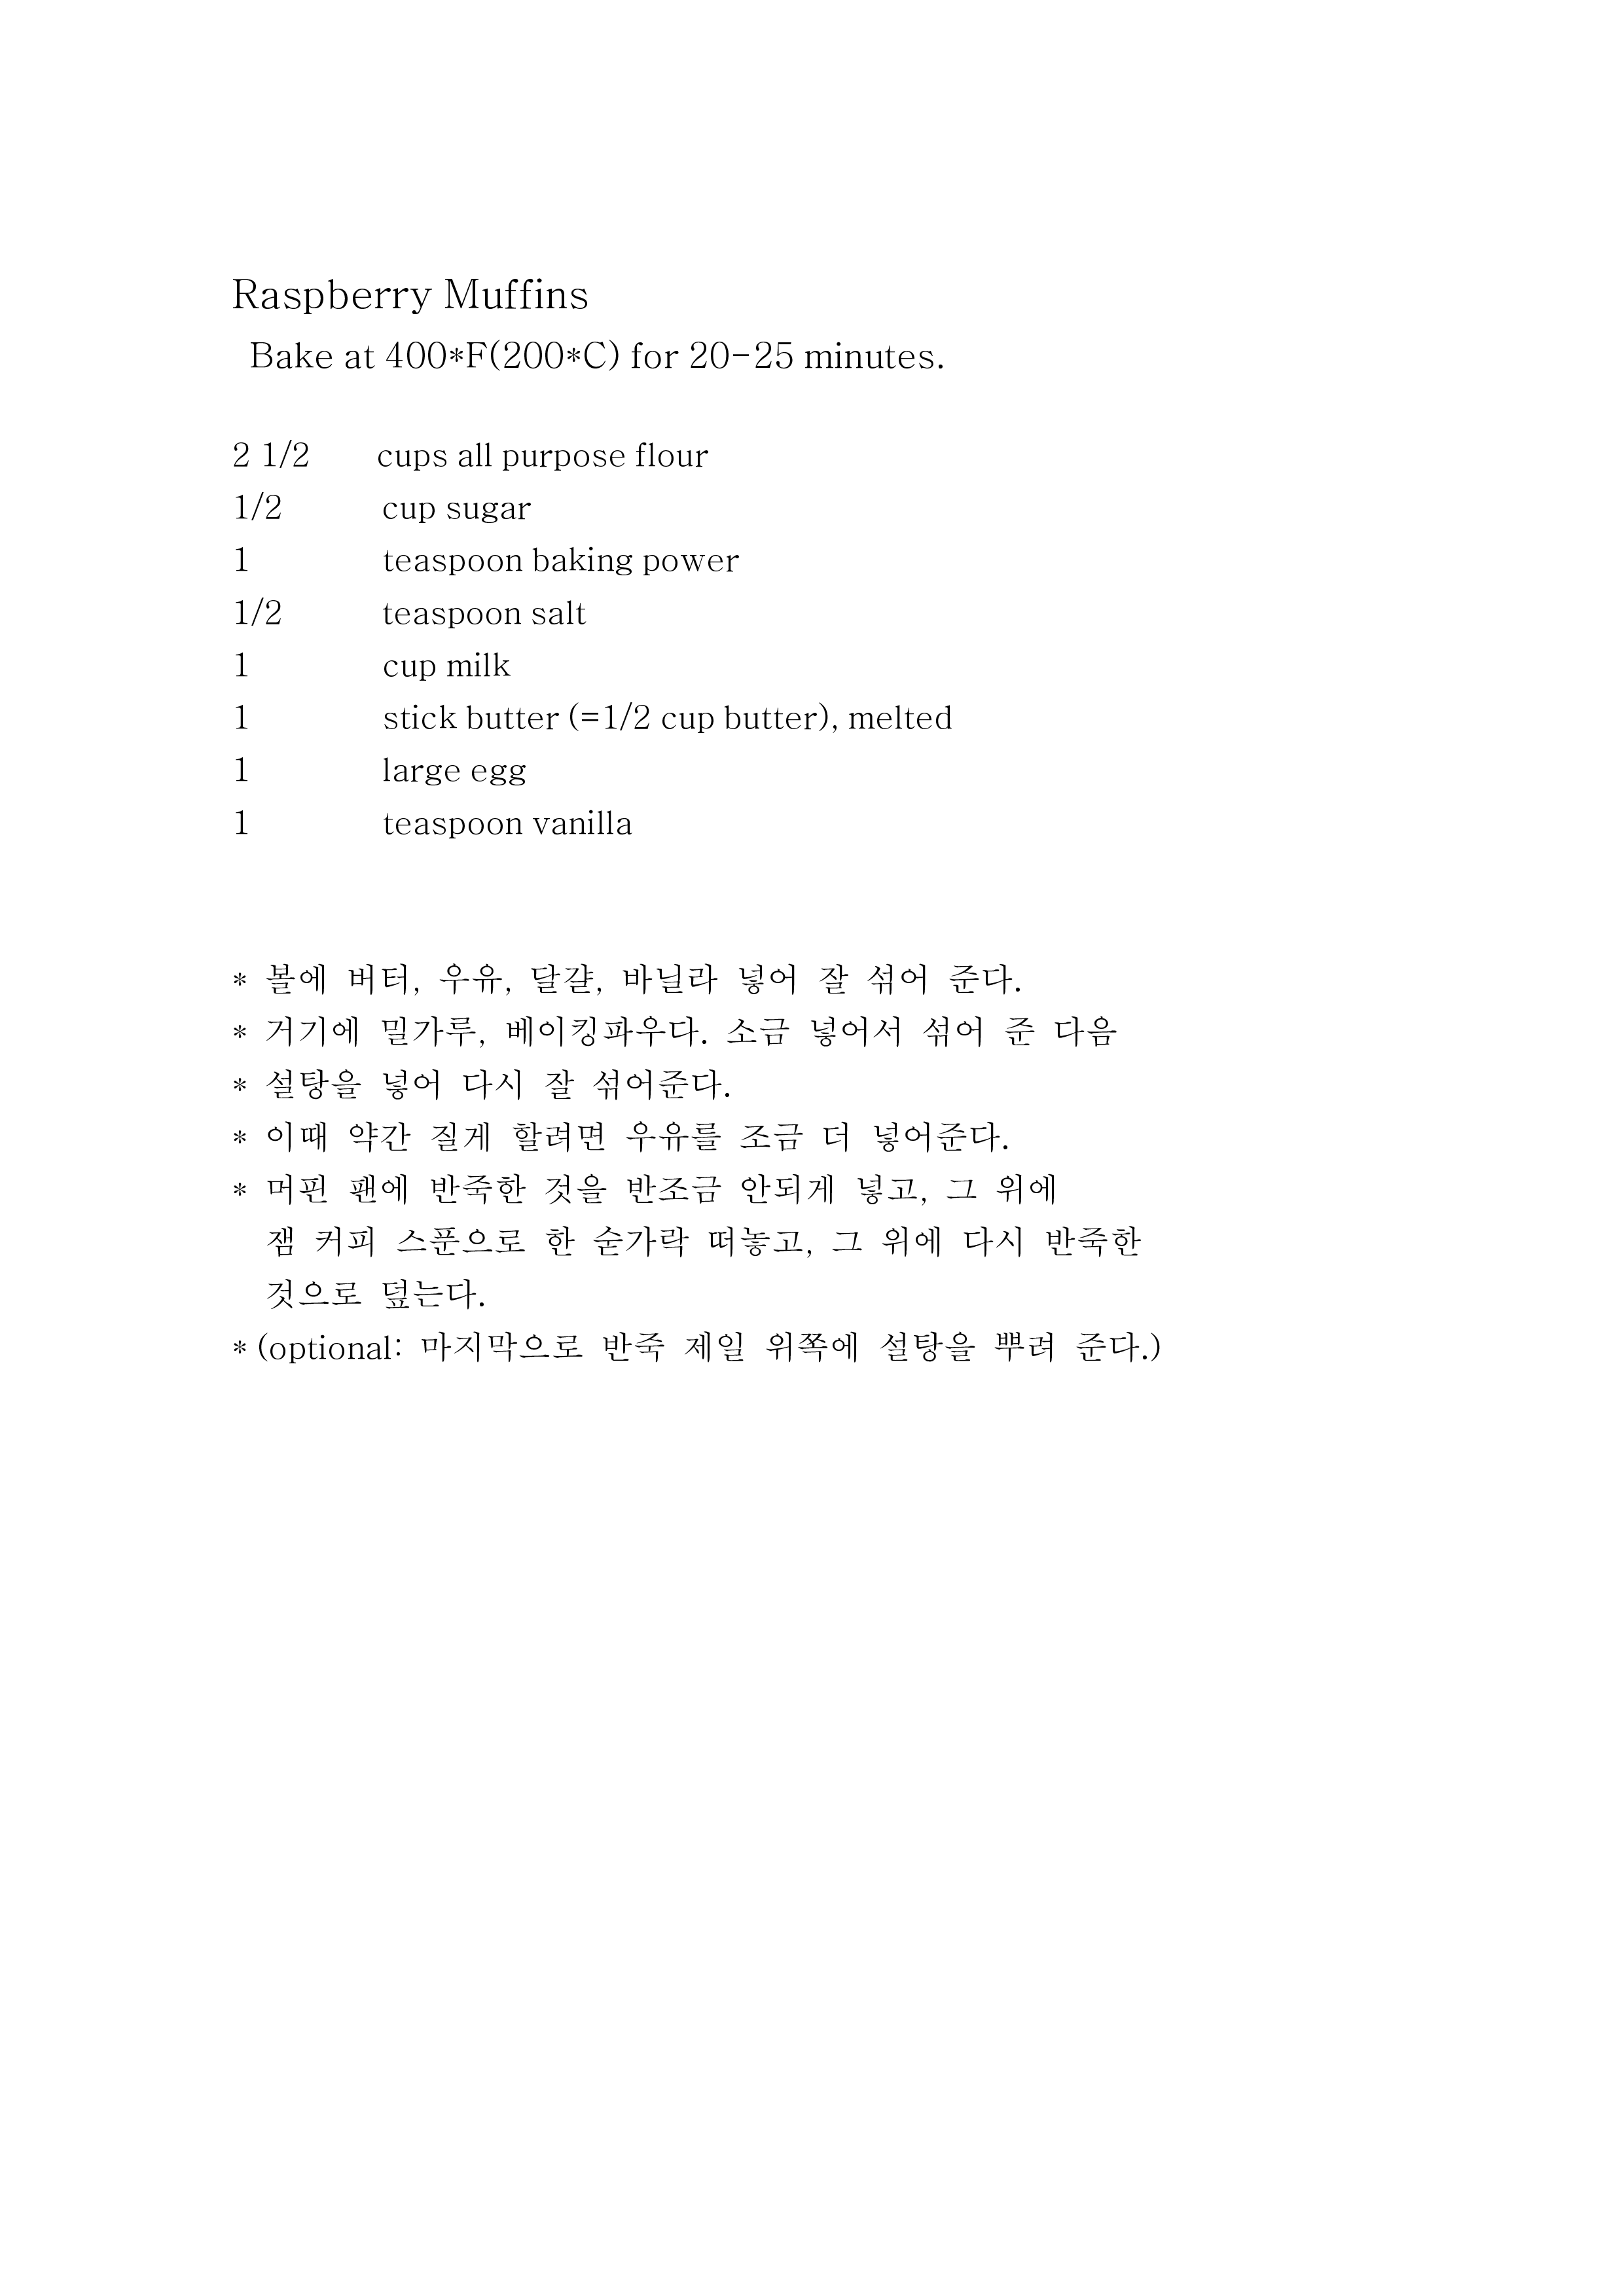 Raspberry Muffins
Bake at 400*F(200*C) for 20-25 minutes.
2 1/2 cups all purpose flour
1/2 cup sugar
1 teaspoon baking power
1/2 teaspoon salt
1 cup milk
1 stick butter (=1/2 cup butter), melted
1 large egg
1 teaspoon vanilla
* 볼에 버터, 우유, 달걀, 바닐라 넣어 잘 섞어 준다.
* 거기에 밀가루, 베이킹파우다. 소금 넣어서 섞어 준 다음
* 설탕을 넣어 다시 잘 섞어준다.
* 이때 약간 질게 할려면 우유를 조금 더 넣어준다.
* 머핀 팬에 반죽한 것을 반조금 안되게 넣고, 그 위에
잼 커피 스푼으로 한 숟가락 떠놓고, 그 위에 다시 반죽한
것으로 덮는다.
* (optional: 마지막으로 반죽 제일 위쪽에 설탕을 뿌려 준다.)